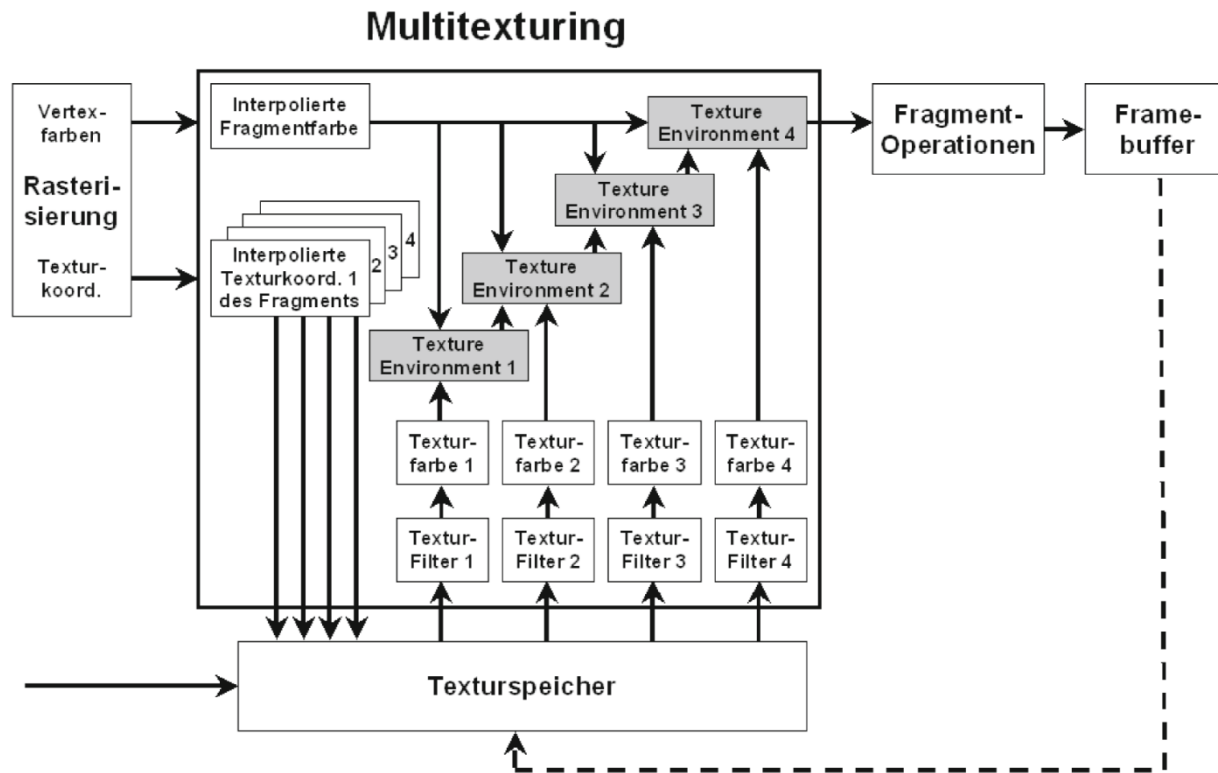 Multitexturing
Vertex-
farben
Rasteri-
sierung
Textur-
koord.
Interpolierte
Fragmentfarbe
4
3
2
Interpolierte
Texturkoord. 1
des Fragments
Texture
Environment 4
Texture
Environment 3
Texture
Environment 2
Texture
Environment 1
Textur-
farbe 1
Textur-
farbe 2
Textur-
farbe 3
Textur-
farbe 4
Textur-
Filter 1
Textur-
Filter 2
Textur-
Filter 3
Textur-
Filter 4
Texturspeicher
Fragment-
Operationen
Frame-
buffer